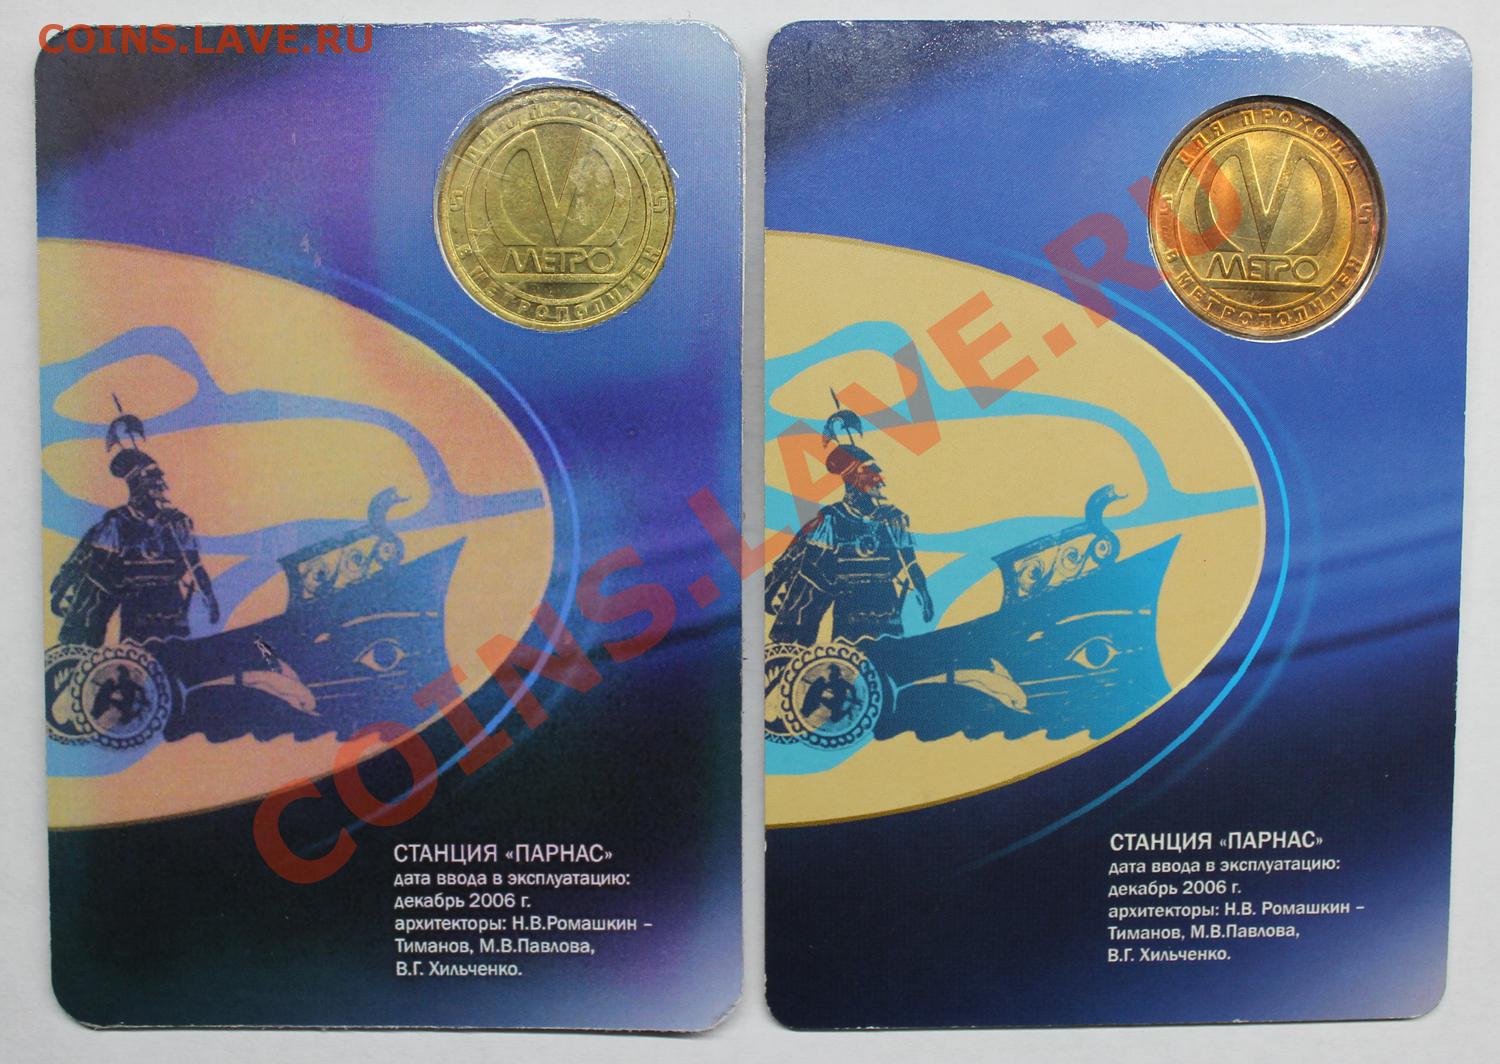 COINS.LAVE.RU
ДЛЯ ПРОХОДА
МЕТРО
В МЕТРОПОЛИТЕН
ДЛЯ ПРОХОДА
МЕТРО
В МЕТРОПОЛИТЕН
COINS.LAVE.RU
СТАНЦИЯ «ПАРНАС»
дата ввода в эксплуатацию:
декабрь 2006 г.
архитекторы: Н.В.Ромашкин –
Тиманов, М.В.Павлова,
В.Г. Хильченко.
СТАНЦИЯ «ПАРНАС»
дата ввода в эксплуатацию:
декабрь 2006 г.
архитекторы: Н.В. Ромашкин –
Тиманов, М.В.Павлова,
В.Г. Хильченко.